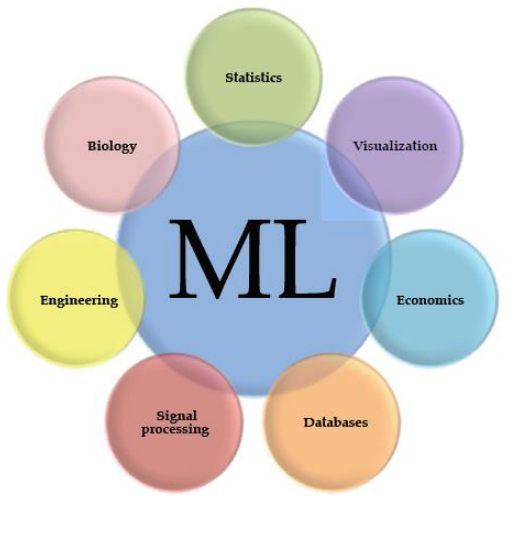 Statistics
Biology
Visualization
ML
Engineering
Economics
Signal
processing
Databases